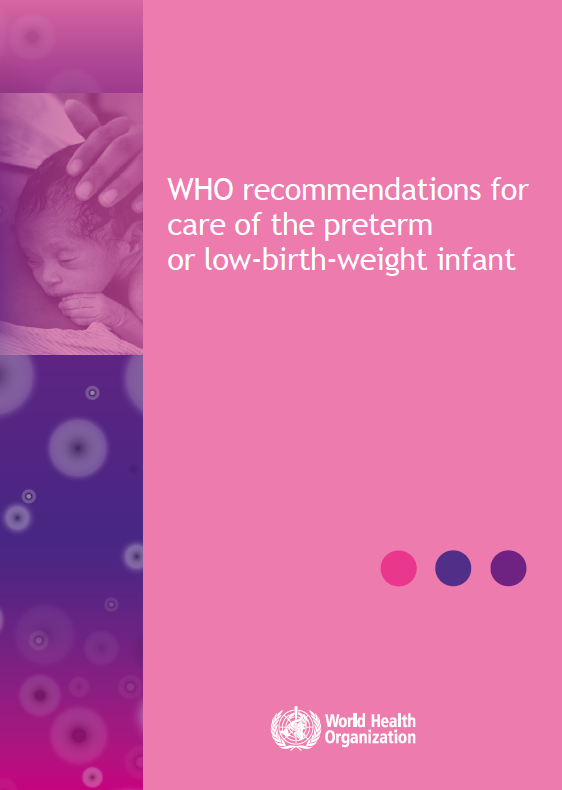 WHO recommendations for
care of the preterm
or low-birth-weight infant
World Health
Organization